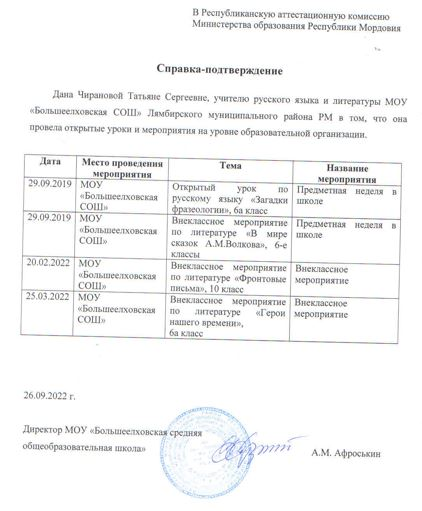 В Республиканскую аттестационную комиссию
Министерства образования Республики Мордовия
Справка-подтверждение
Дана Чирановой Татьяне Сергеевне, учителю русского языка и литературы МОУ
«Большеелховская СОШ» Лямбирского муниципального района РМ в том, что она
провела открытые уроки и мероприятия на уровне образовательной организации.
Дата Место проведения мероприятия Тема Название мероприятия
29.09.2019 МОУ «Большеелховская СОШ» Открытый урок по русскому языку «Загадки фразеологии», 6а класс Предметная неделя в школе
29.09.2019 МОУ «Большеелховская СОШ» Внеклассное мероприятие по литературе «В мире сказок А.М.Волкова», 6-е классы Предметная неделя в школе
20.02.2022 МОУ «Большеелховская СОШ» Внеклассное мероприятие по литературе «Фронтовые письма», 10 класс Внеклассное мероприятие
25.03.2022 МОУ «Большеелховская СОШ» Внеклассное мероприятие по литературе «Герои нашего времени», 6а класс Внеклассное мероприятие
26.09.2022 г.
Директор МОУ «Большеелховская средняя
общеобразовательная школа»
А.М. Афроськин